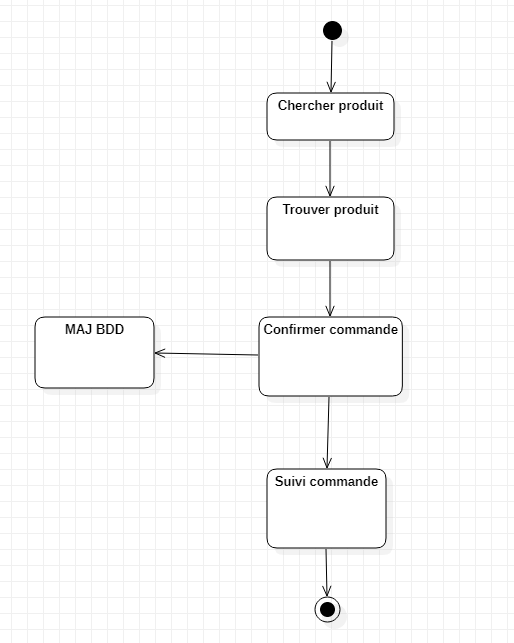 Chercher produit
Trouver produit
MAJ BDD
Confirmer commande
Suivi commande